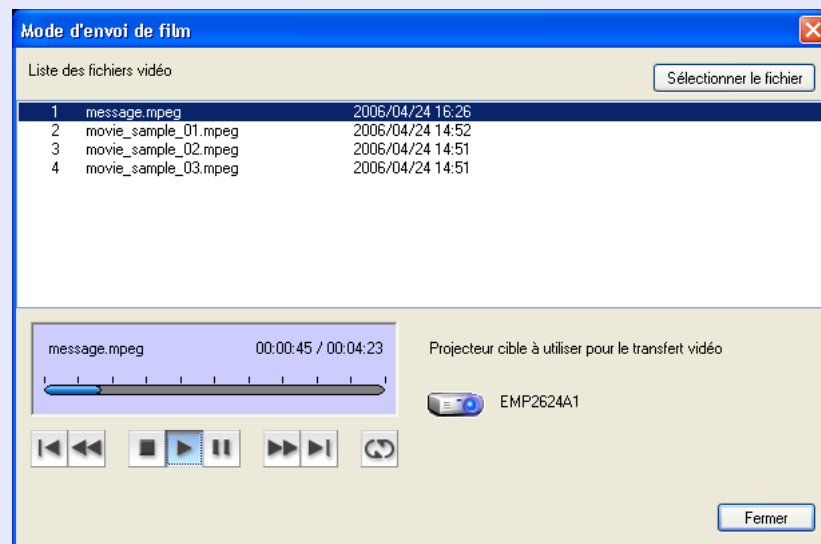 Mode d'envoi de film
Liste des fichiers vidéo
Sélectionner le fichier
1 message.mpeg 2006/04/24 16:26
2 movie_sample_01.mpeg 2006/04/24 14:52
3 movie_sample_02.mpeg 2006/04/24 14:51
4 movie_sample_03.mpeg 2006/04/24 14:51
message.mpeg 00:00:45 / 00:04:23
Projecteur cible à utiliser pour le transfert vidéo
EMP2624A1
Fermer